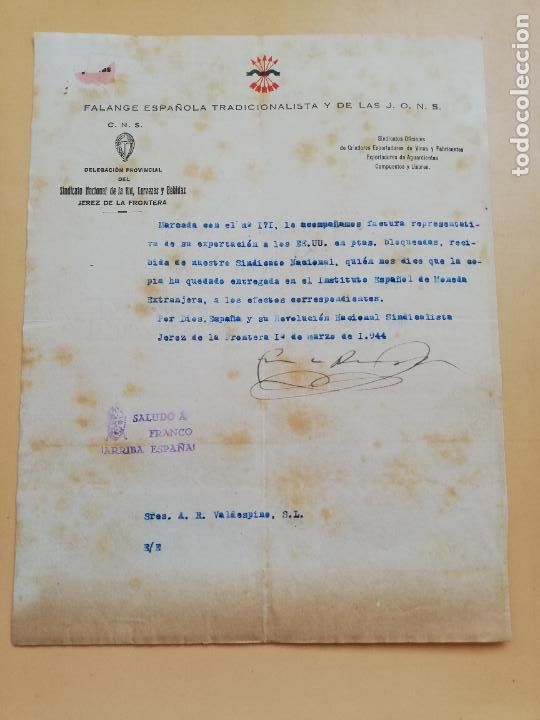 FALANGE ESPAÑOLA TRADICIONALISTA Y DE LAS J. O. N. S.
C. N. S.
DELEGACIÓN PROVINCIAL
DEL
Sindicato Nacional de la Vid, Cervezas y Bebidas
JEREZ DE LA FRONTERA
Sindicatos Oficiales
de Criadores Exportadores de Vinos y Fabricantes
Exportadores de Aguardientes
Compuestos y Licores.
Marcada con el nº I7I, le acompañamos factura representati-
va de su exportación a los EE.UU. en ptas. bloqueadas, reci-
bida de nuestro Sindicato Nacional, quién nos dice que la co-
pia ha quedado entregada en el Instituto Español de Moneda
Extranjera, a los efectos correspondientes.
Por Dios, España y su Revolución Nacional Sindicalista
Jerez de la Frontera 1º de marzo de I.944
SALUDO A
FRANCO
¡ARRIBA ESPAÑA!
Sres. A. R. Valdespino, S.L.
E/E
todocoleccion